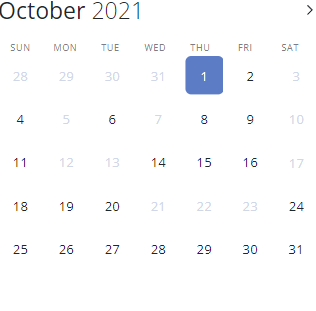 October 2021
SUN MON TUE WED THU FRI SAT
28 29 30 31 1 2 3
4 5 6 7 8 9 10
11 12 13 14 15 16 17
18 19 20 21 22 23 24
25 26 27 28 29 30 31